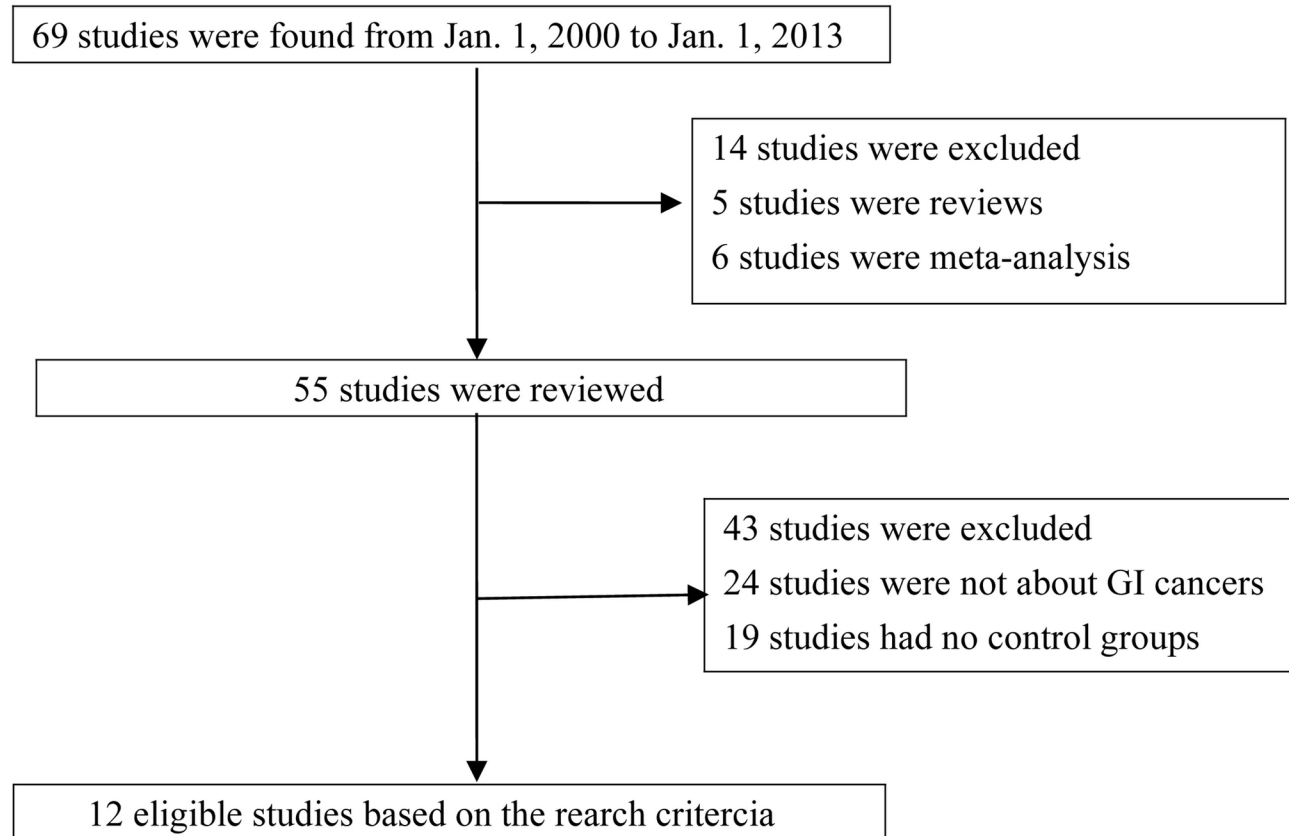 69 studies were found from Jan. 1, 2000 to Jan. 1, 2013
14 studies were excluded
5 studies were reviews
6 studies were meta-analysis
55 studies were reviewed
43 studies were excluded
24 studies were not about GI cancers
19 studies had no control groups
12 eligible studies based on the rearch critercia